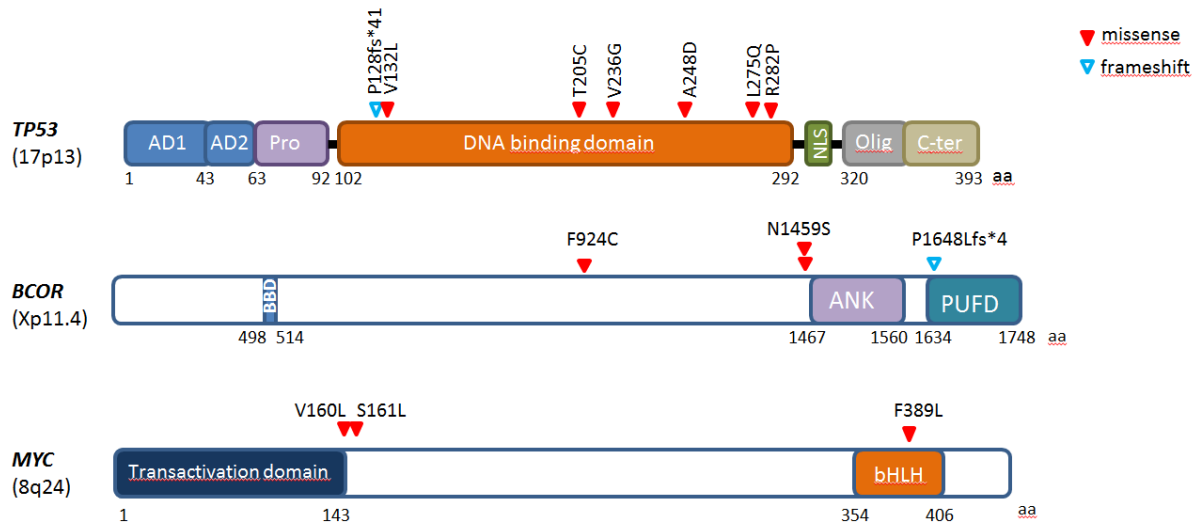 P128fs*41
V132L
T205C
V236G
A248D
L275Q
R282P
missense
frameshift
TP53
(17p13)
AD1 AD2 Pro DNA binding domain NLS Olig C-ter
1 43 63 92 102 292 320 393 aa
F924C N1459S P1648Lfs*4
BCOR
(Xp11.4)
BBD ANK PUFD
498 514 1467 1560 1634 1748 aa
V160L S161L F389L
MYC
(8q24)
Transactivation domain bHLH
1 143 354 406 aa